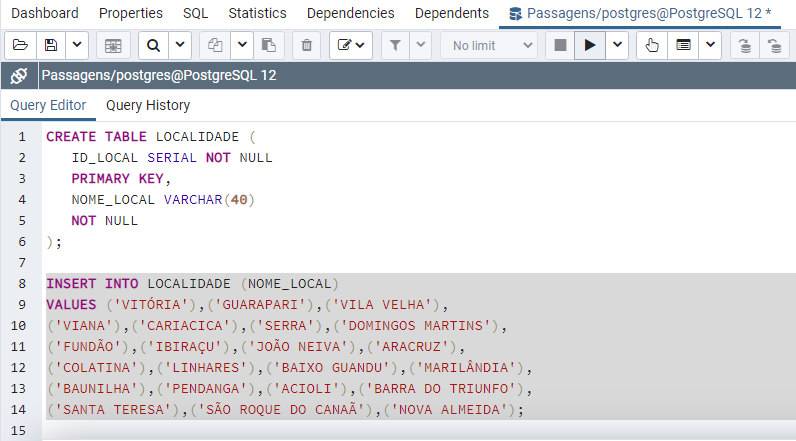 Dashboard Properties SQL Statistics Dependencies Dependents Passagens/postgres@PostgreSQL 12 *
No limit
Passagens/postgres@PostgreSQL 12
Query Editor Query History
1 CREATE TABLE LOCALIDADE (
2 ID_LOCAL SERIAL NOT NULL
3 PRIMARY KEY,
4 NOME_LOCAL VARCHAR(40)
5 NOT NULL
6 );
7
8 INSERT INTO LOCALIDADE (NOME_LOCAL)
9 VALUES ('VITÓRIA'),('GUARAPARI'),('VILA VELHA'),
10 ('VIANA'),('CARIACICA'),('SERRA'),('DOMINGOS MARTINS'),
11 ('FUNDÃO'),('IBIRAÇU'),('JOÃO NEIVA'),('ARACRUZ'),
12 ('COLATINA'),('LINHARES'),('BAIXO GUANDU'),('MARILÂNDIA'),
13 ('BAUNILHA'),('PENDANGA'),('ACIOLI'),('BARRA DO TRIUNFO'),
14 ('SANTA TERESA'),('SÃO ROQUE DO CANAÃ'),('NOVA ALMEIDA');
15